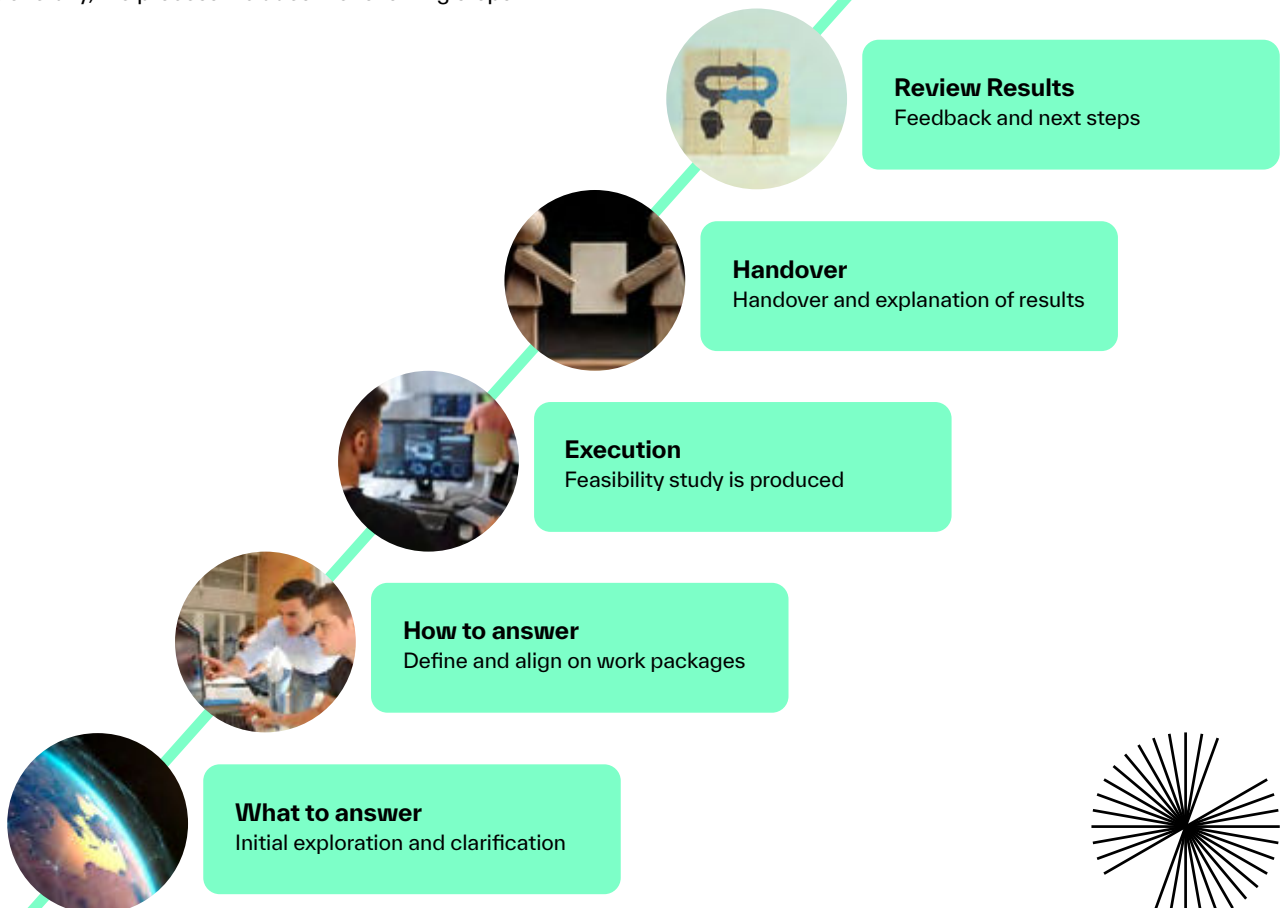 Review Results
Feedback and next steps
Handover
Handover and explanation of results
Execution
Feasibility study is produced
How to answer
Define and align on work packages
What to answer
Initial exploration and clarification